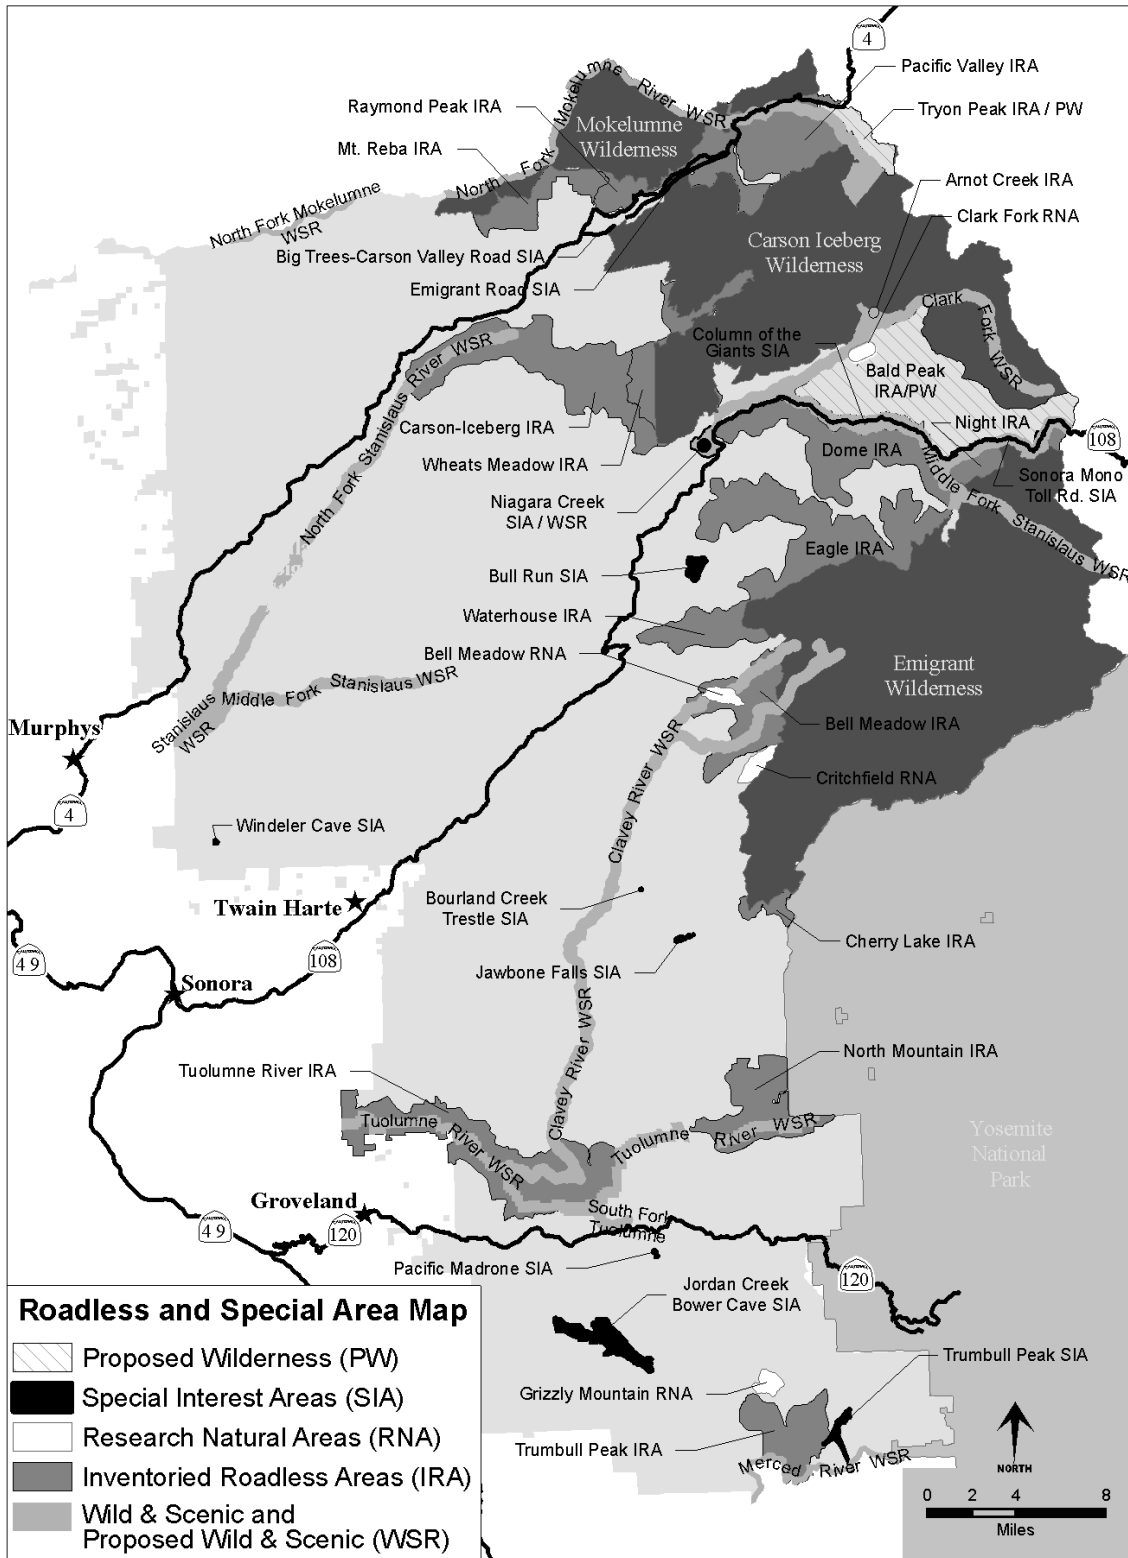 4
Pacific Valley IRA
Tryon Peak IRA / PW
Mokelumne
River WSR
Raymond Peak IRA
Mokelumne
Wilderness
Mt. Reba IRA
North Fork
Arnot Creek IRA
Clark Fork RNA
North Fork Mokelumne
WSR
Carson Iceberg
Wilderness
Big Trees-Carson Valley Road SIA
Emigrant Road SIA
Clark
Fork WSR
Column of the
Giants SIA
Bald Peak
IRA/PW
North Fork Stanislaus River WSR
Carson-Iceberg IRA
Night IRA
108
Wheats Meadow IRA
Dome IRA
Sonora Mono
Toll Rd. SIA
Middle Fork Stanislaus WSR
Niagara Creek
SIA / WSR
Eagle IRA
Bull Run SIA
Waterhouse IRA
Bell Meadow RNA
Emigrant
Wilderness
Middle Fork Stanislaus WSR
Stanislaus
WSR
Bell Meadow IRA
Murphys
Critchfield RNA
CALIFORNIA
4
Clavey River WSR
Windeler Cave SIA
Bourland Creek
Trestle SIA
Twain Harte
Cherry Lake IRA
49
108
Jawbone Falls SIA
Sonora
Clavey River WSR
North Mountain IRA
Tuolumne River IRA
Tuolumne
River WSR
Tuolumne
River WSR
Yosemite
National
Park
Groveland
South Fork
Tuolumne
49
120
Pacific Madrone SIA
120
Jordan Creek
Bower Cave SIA
Trumbull Peak SIA
Grizzly Mountain RNA
Trumbull Peak IRA
Merced River WSR
Roadless and Special Area Map
Proposed Wilderness (PW)
Special Interest Areas (SIA)
Research Natural Areas (RNA)
Inventoried Roadless Areas (IRA)
Wild & Scenic and
Proposed Wild & Scenic (WSR)
NORTH
0 2 4 8
Miles